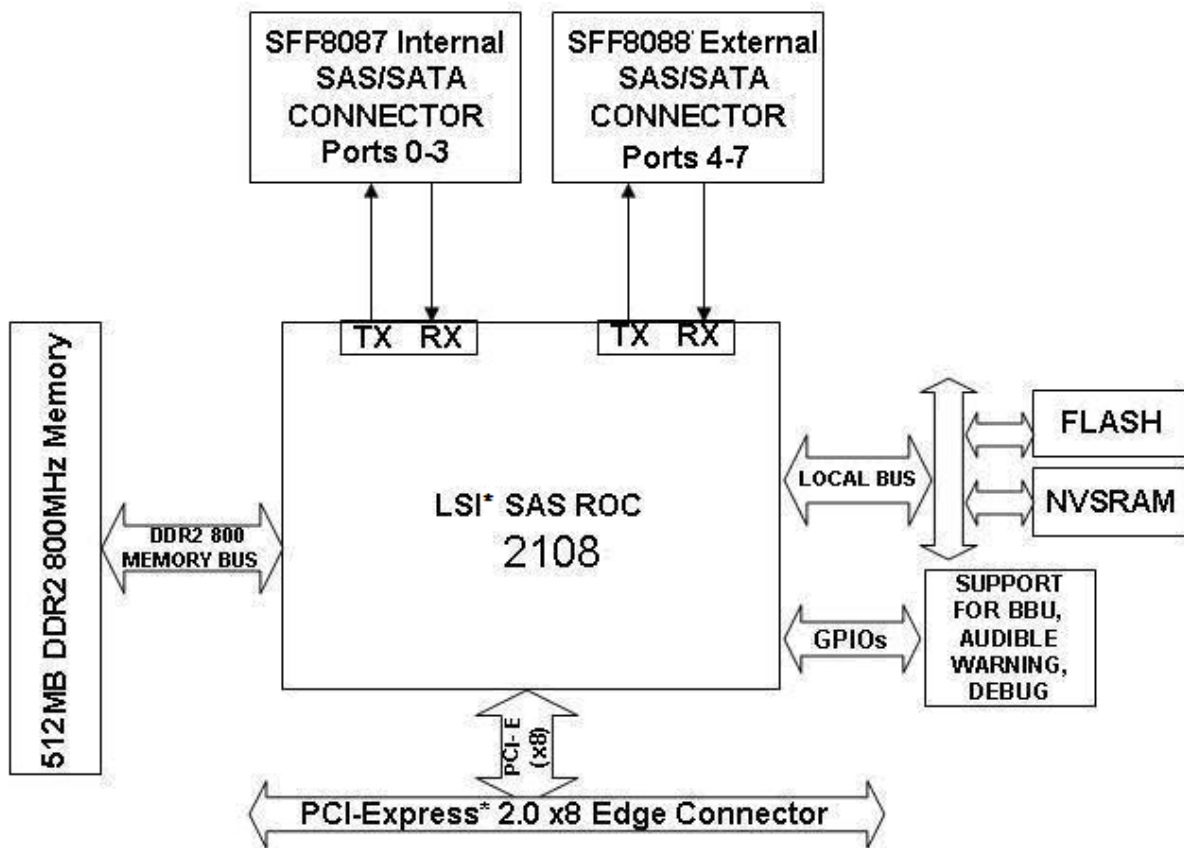 SFF8087 Internal
SAS/SATA
CONNECTOR
Ports 0-3
SFF8088 External
SAS/SATA
CONNECTOR
Ports 4-7
TX RX
TX RX
512MB DDR2 800MHz Memory
DDR2 800
MEMORY BUS
LSI* SAS ROC
2108
LOCAL BUS
FLASH
NVSRAM
GPIOs
SUPPORT
FOR BBU,
AUDIBLE
WARNING,
DEBUG
PCI- E
(x8)
PCI-Express* 2.0 x8 Edge Connector